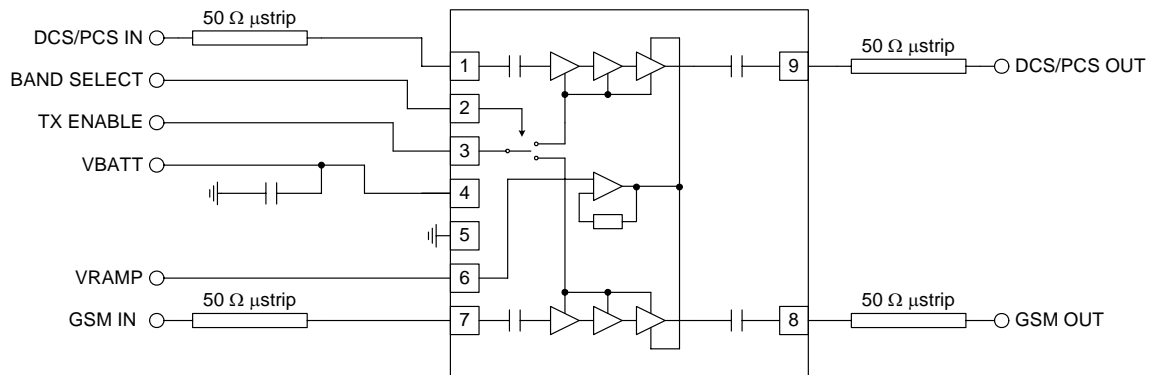 50 Ω μstrip
DCS/PCS IN
BAND SELECT
TX ENABLE
VBATT
VRAMP
50 Ω μstrip
GSM IN
1
2
3
4
5
6
7
9
8
50 Ω μstrip
DCS/PCS OUT
50 Ω μstrip
GSM OUT